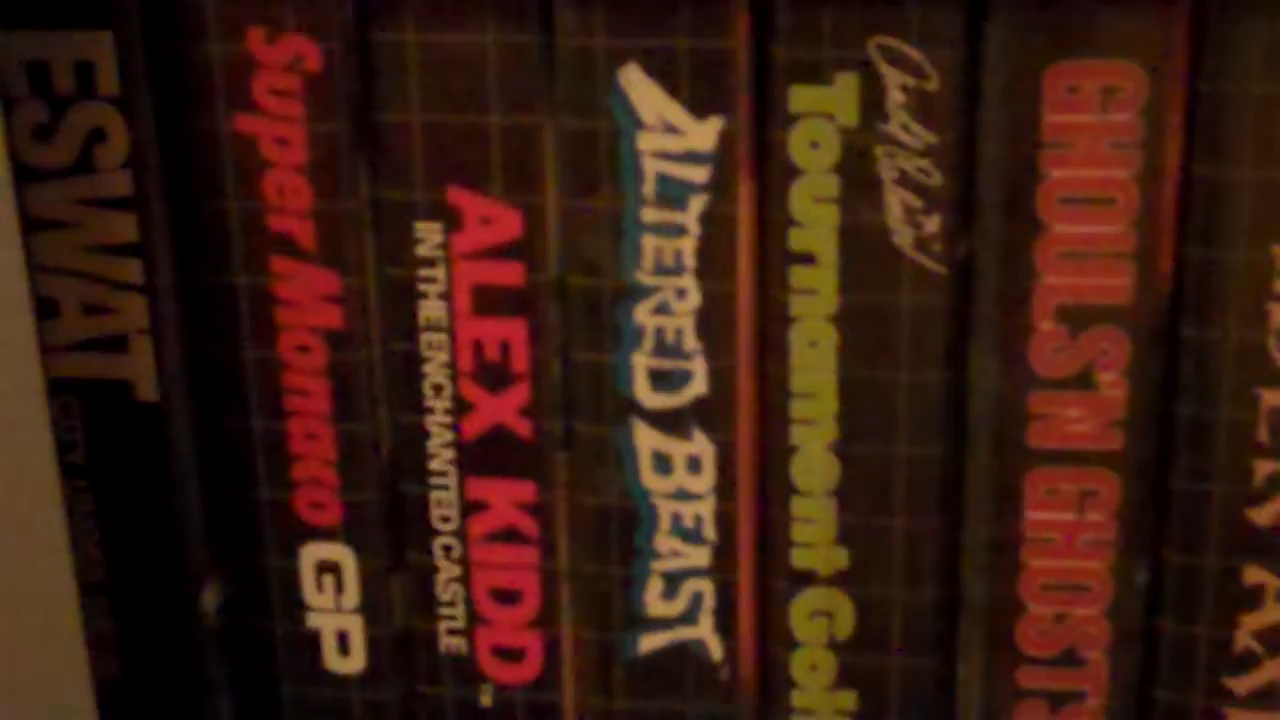 ESWAT
Super Monaco GP
ALEX KIDD
IN THE ENCHANTED CASTLE
ALTERED BEAST
Tournament Golf
GHOULS'N GHOSTS